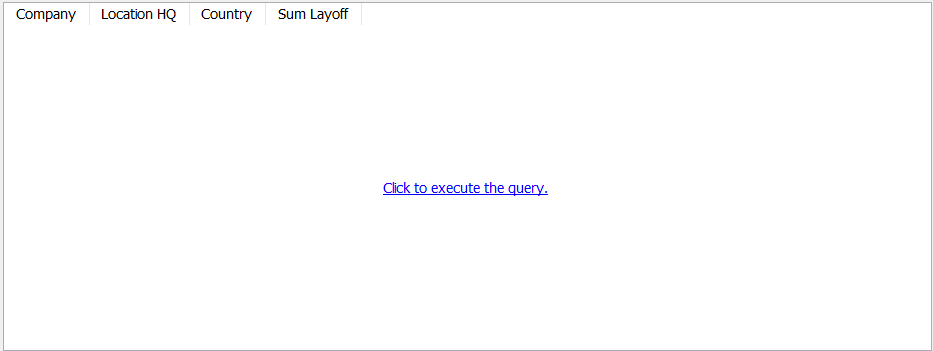 Company Location HQ Country Sum Layoff
Click to execute the query.